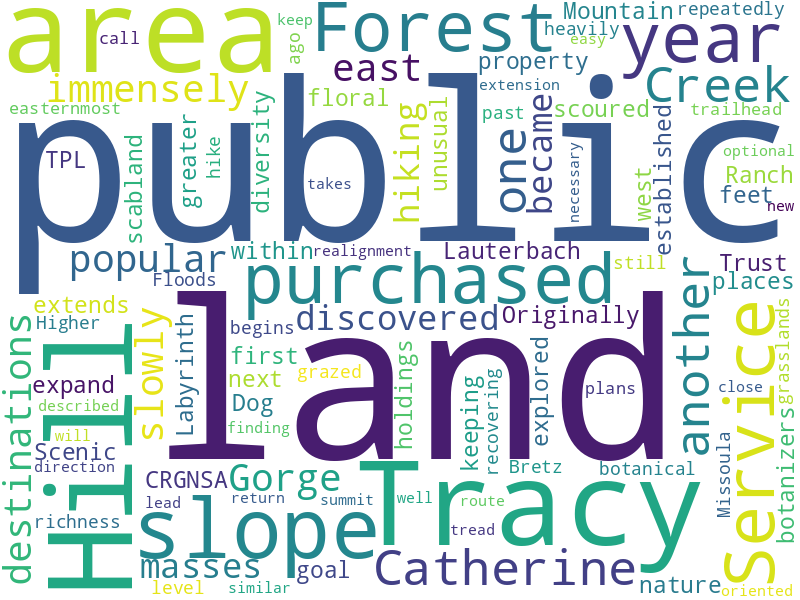 area
call
keep
Forest
Mountain
repeatedly
heavily
easy
year
ago
east
property
immensely
extension
Creek
easternmost
floral
past
scoured
trailhead
public
TPL
scabland
greater
hike
diversity
takes
hiking
unusual
one
became
necessary
west
established
optional
Ranch
feet
new
popular
within
realignment
Lauterbach
still
Trust
places
Floods
purchased
another
extends
Higher
slowly
Labyrinth
begins
discovered
Originally
destinations
Hill
land
first
next
grazed
holdings
keeping
recovering
explored
plans
Service
grasslands
close
expand
described
will
Dog
finding
Scenic
direction
CRGNSA
Gorge
Bretz
botanical
Missoula
botanizers
Tracy
richness
lead
return
summit
well
route
slope
tread
masses
goal
Catherine
nature
level
similar
oriented